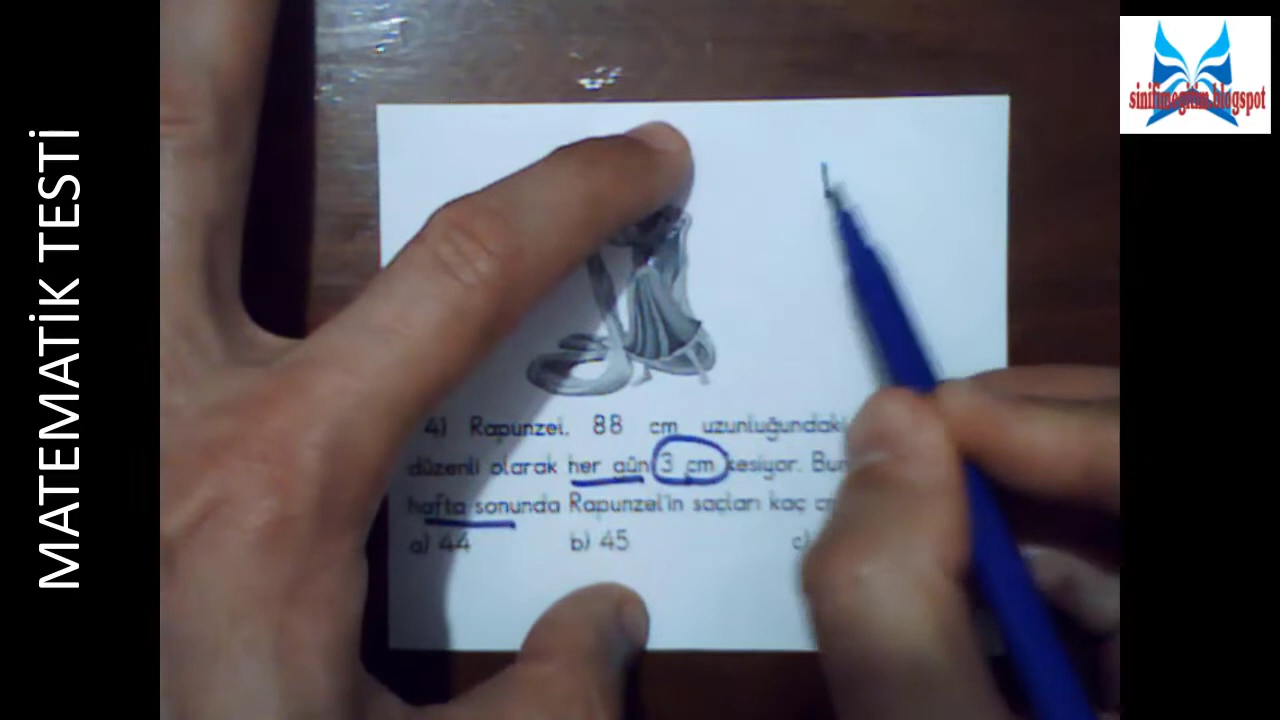 MATEMATİK TESTİ
sinifimegitim.blogspot
4) Rapunzel, 88 cm uzunluğundaki
düzenli olarak her gün 3 cm kesiyor.
hafta sonunda Rapunzel'in saçları kaç
a) 44 b) 45 c)